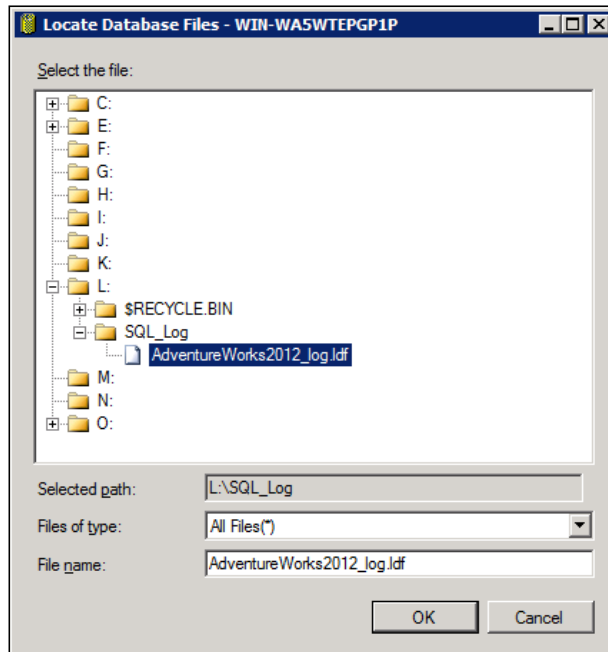 Locate Database Files - WIN-WA5WTEPGP1P
Select the file:
C:
E:
F:
G:
H:
I:
J:
K:
L:
$RECYCLE.BIN
SQL_Log
AdventureWorks2012_log.ldf
M:
N:
O:
Selected path: L:\SQL_Log
Files of type: All Files(*)
File name: AdventureWorks2012_log.ldf
OK Cancel